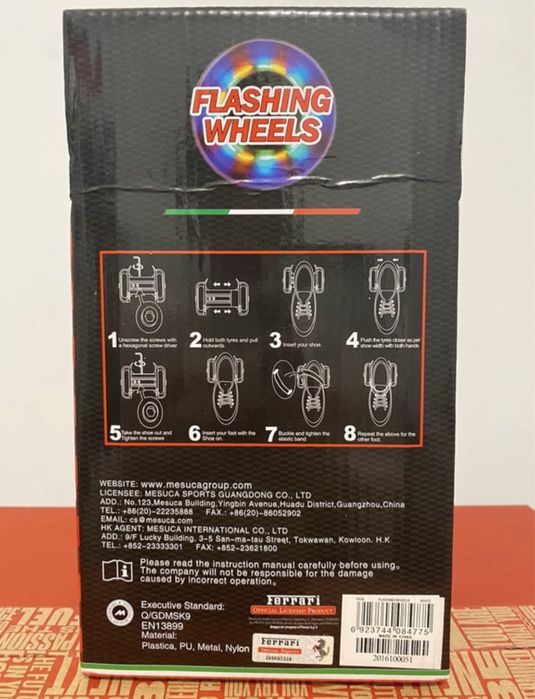 FLASHING
WHEELS
1 Unscrew the screws with
a hexagonal screw driver
2 Hold both tyres and pull
outwards
3 Insert your shoe.
4 Push the tyres closer as per
shoe width with both hands
5 Take the shoe out and
Tighten the screws
6 Insert your foot with the
Shoe on.
7 Buckle and tighten the
elastic band
8 Repeat the above for the
other foot.
WEBSITE: www.mesucagroup.com
LICENSEE: MESUCA SPORTS GUANGDONG CO., LTD
ADD.: No.123,Mesuca Building,Yingbin Avenue,Huadu District,Guangzhou,China
TEL.: +86(20)-22235888 FAX.: +86(20)-86052902
EMAIL: cs@mesuca.com
HK AGENT: MESUCA INTERNATIONAL CO., LTD
ADD.: 9/F Lucky Building, 3-5 San-ma-tau Street, Tokwawan, Kowloon. H.K
TEL.: +852-23333301 FAX: +852-23621800
Please read the instruction manual carefully before using。
The company will not be responsible for the damage
caused by incorrect operation。
Executive Standard:
Q/GDMSK9
EN13899
Material:
Plastica, PU, Metal, Nylon
Ferrari
OFFICIAL LICENSED PRODUCT
Ferrari
FLASHING WHEELS
6 923744 084775
MADE IN CHINA
2016100051